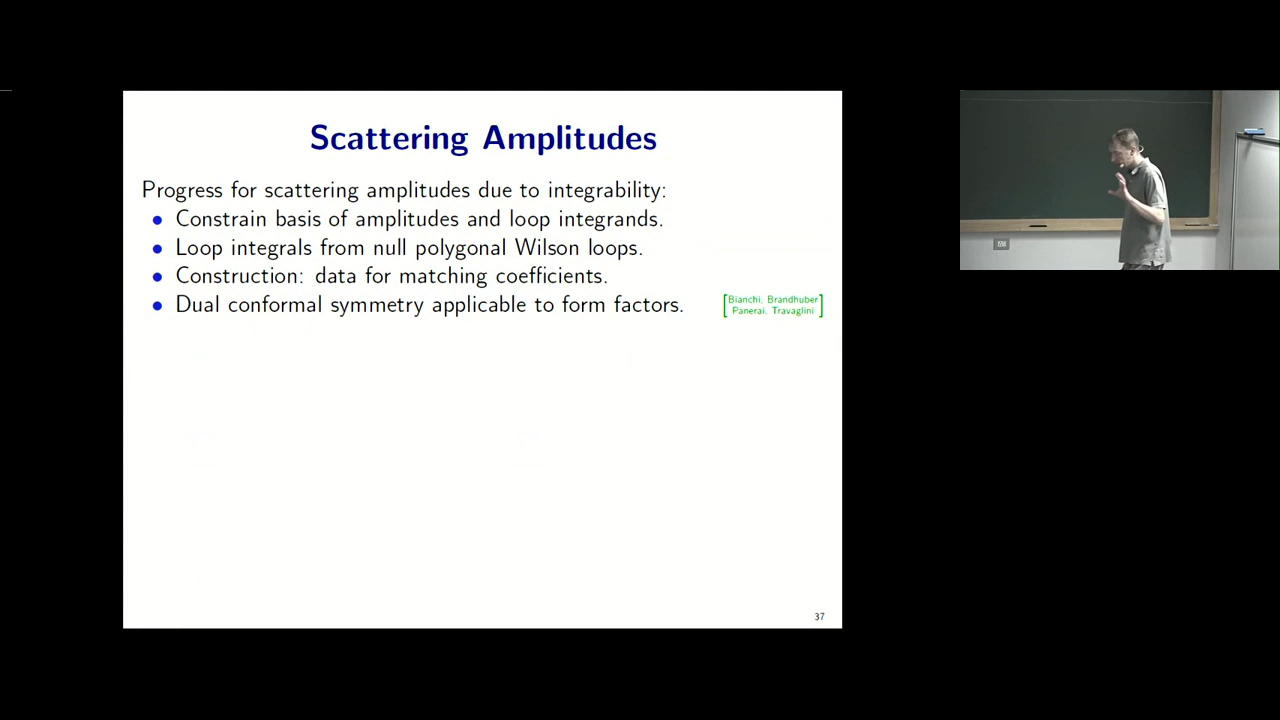 Scattering Amplitudes
Progress for scattering amplitudes due to integrability:
• Constrain basis of amplitudes and loop integrands.
• Loop integrals from null polygonal Wilson loops.
• Construction: data for matching coefficients.
• Dual conformal symmetry applicable to form factors.
[Bianchi, Brandhuber
Panerai, Travaglini]
37